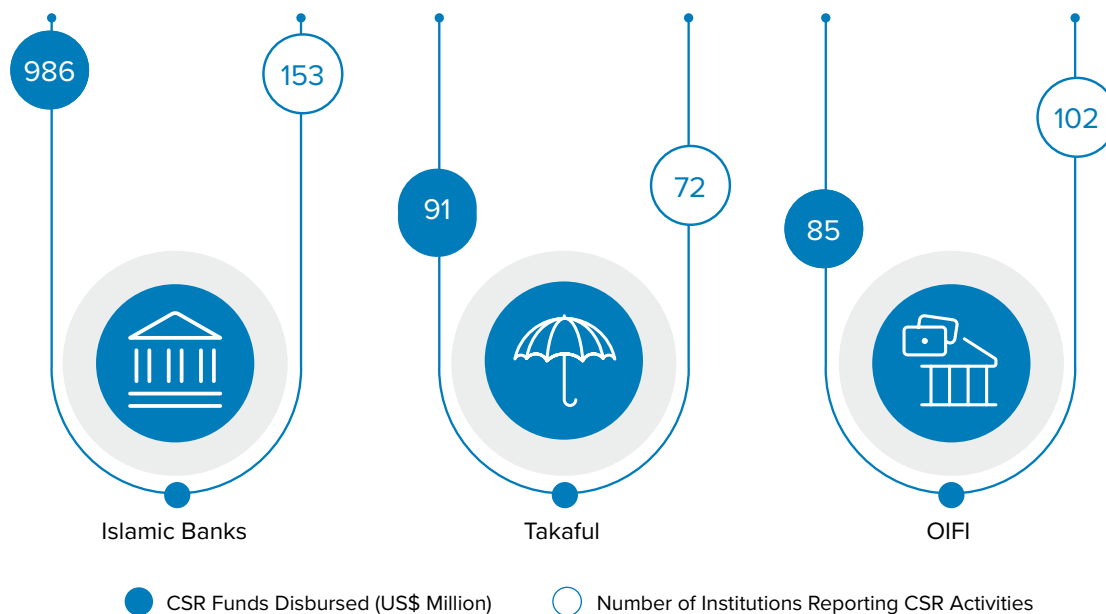 986
153
91
72
85
102
Islamic Banks
Takaful
OIFI
CSR Funds Disbursed (US$ Million)
Number of Institutions Reporting CSR Activities